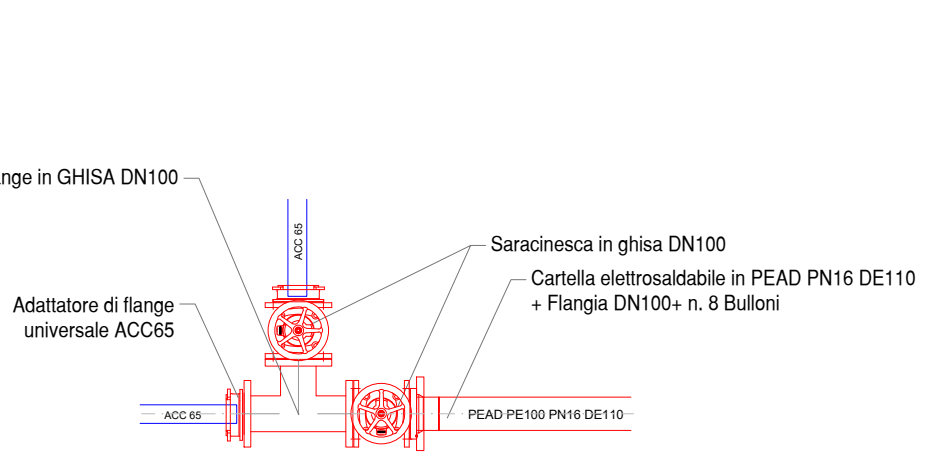 in GHISA DN100
ACC 65
Saracinesca in ghisa DN100
Cartella elettrosaldabile in PEAD PN16 DE110
+ Flangia DN100+ n. 8 Bulloni
Adattatore di flange
universale ACC65
ACC 65
PEAD PE100 PN16 DE110